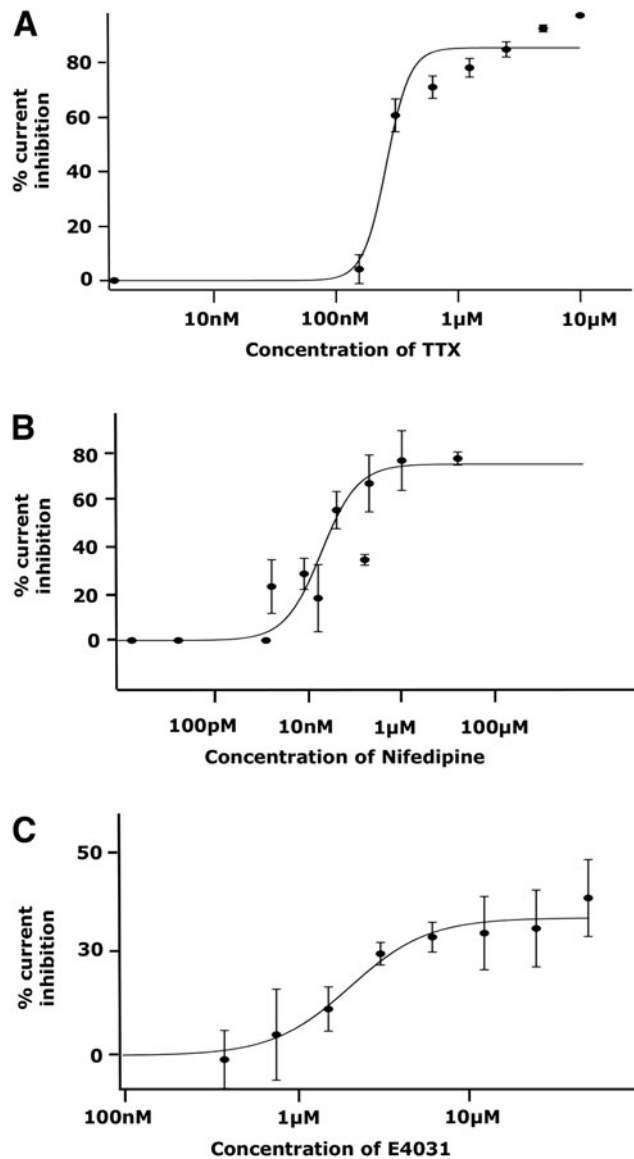 A
% current
inhibition
80
60
40
20
0
10nM 100nM 1µM 10µM
Concentration of TTX
B
% current
inhibition
80
60
40
20
0
100pM 10nM 1µM 100µM
Concentration of Nifedipine
C
% current
inhibition
50
30
0
100nM 1µM 10µM
Concentration of E4031